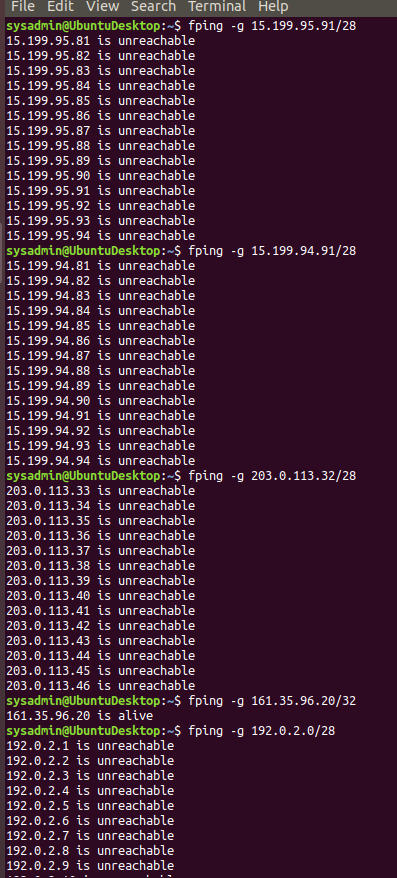 File Edit View Search Terminal Help
sysadmin@UbuntuDesktop:~$ fping -g 15.199.95.91/28
15.199.95.81 is unreachable
15.199.95.82 is unreachable
15.199.95.83 is unreachable
15.199.95.84 is unreachable
15.199.95.85 is unreachable
15.199.95.86 is unreachable
15.199.95.87 is unreachable
15.199.95.88 is unreachable
15.199.95.89 is unreachable
15.199.95.90 is unreachable
15.199.95.91 is unreachable
15.199.95.92 is unreachable
15.199.95.93 is unreachable
15.199.95.94 is unreachable
sysadmin@UbuntuDesktop:~$ fping -g 15.199.94.91/28
15.199.94.81 is unreachable
15.199.94.82 is unreachable
15.199.94.83 is unreachable
15.199.94.84 is unreachable
15.199.94.85 is unreachable
15.199.94.86 is unreachable
15.199.94.87 is unreachable
15.199.94.88 is unreachable
15.199.94.89 is unreachable
15.199.94.90 is unreachable
15.199.94.91 is unreachable
15.199.94.92 is unreachable
15.199.94.93 is unreachable
15.199.94.94 is unreachable
sysadmin@UbuntuDesktop:~$ fping -g 203.0.113.32/28
203.0.113.33 is unreachable
203.0.113.34 is unreachable
203.0.113.35 is unreachable
203.0.113.36 is unreachable
203.0.113.37 is unreachable
203.0.113.38 is unreachable
203.0.113.39 is unreachable
203.0.113.40 is unreachable
203.0.113.41 is unreachable
203.0.113.42 is unreachable
203.0.113.43 is unreachable
203.0.113.44 is unreachable
203.0.113.45 is unreachable
203.0.113.46 is unreachable
sysadmin@UbuntuDesktop:~$ fping -g 161.35.96.20/32
161.35.96.20 is alive
sysadmin@UbuntuDesktop:~$ fping -g 192.0.2.0/28
192.0.2.1 is unreachable
192.0.2.2 is unreachable
192.0.2.3 is unreachable
192.0.2.4 is unreachable
192.0.2.5 is unreachable
192.0.2.6 is unreachable
192.0.2.7 is unreachable
192.0.2.8 is unreachable
192.0.2.9 is unreachable